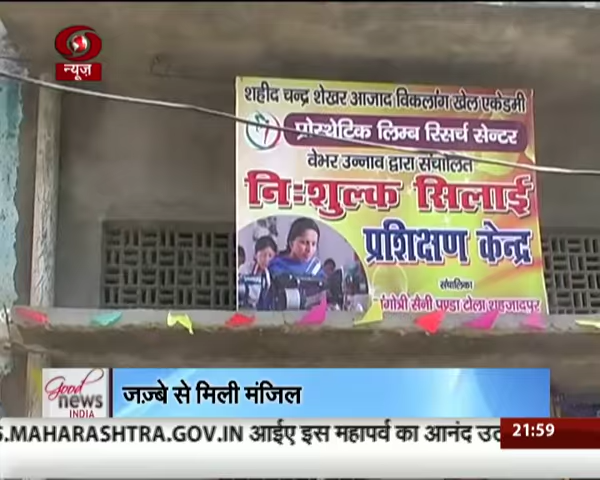 न्यूज़
शहीद चन्द्र शेखर आजाद विकलांग खेल एकेडमी
प्रोस्थेटिक लिम्ब रिसर्च सेन्टर
वेभर उन्नाव द्वारा संचालित
निःशुल्क सिलाई
प्रशिक्षण केन्द्र
संचालिका
सैनी पण्डा टोला शहजादपुर
Good
news
INDIA
जज़्बे से मिली मंजिल
S.MAHARASHTRA.GOV.IN आईए इस महापर्व का आनंद
21:59